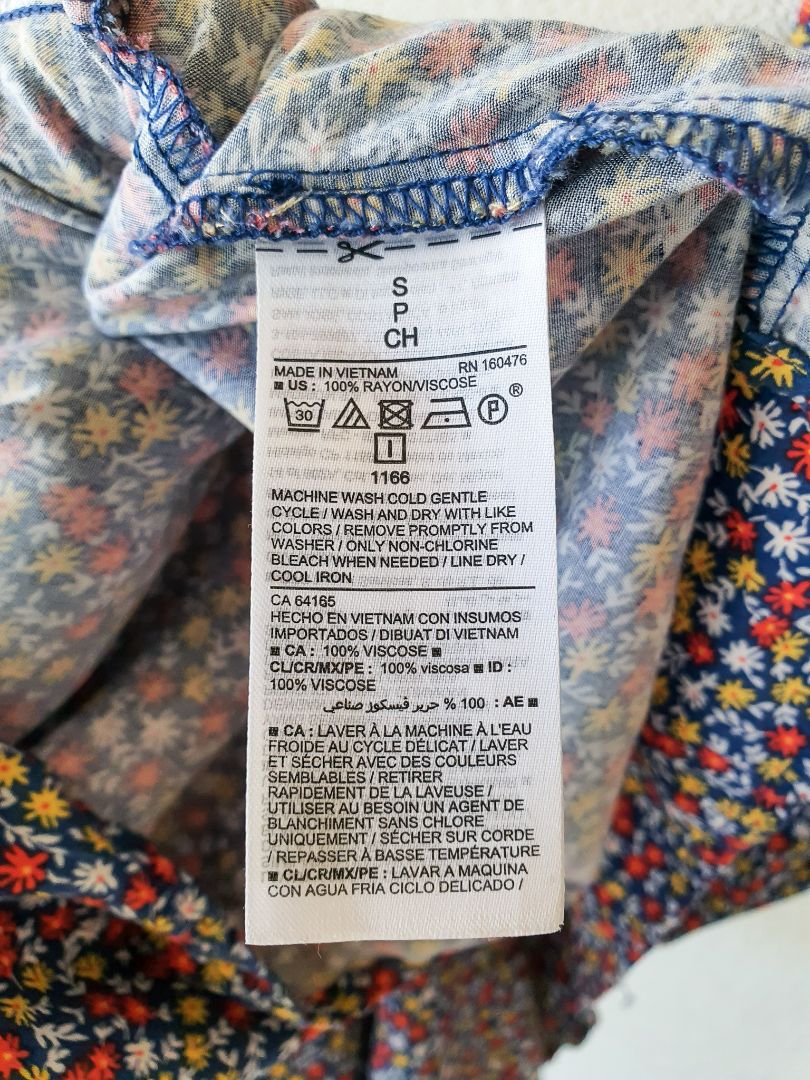 S
P
CH
MADE IN VIETNAM RN 160476
US : 100% RAYON/VISCOSE
30 P ®
1166
MACHINE WASH COLD GENTLE
CYCLE / WASH AND DRY WITH LIKE
COLORS / REMOVE PROMPTLY FROM
WASHER / ONLY NON-CHLORINE
BLEACH WHEN NEEDED / LINE DRY /
COOL IRON
CA 64165
HECHO EN VIETNAM CON INSUMOS
IMPORTADOS / DIBUAT DI VIETNAM
CA : 100% VISCOSE
CL/CR/MX/PE : 100% viscosa ID :
100% VISCOSE
AE : 100 % حرير ڤيسكوز صناعي
CA : LAVER À LA MACHINE À L'EAU
FROIDE AU CYCLE DÉLICAT / LAVER
ET SÉCHER AVEC DES COULEURS
SEMBLABLES / RETIRER
RAPIDEMENT DE LA LAVEUSE /
UTILISER AU BESOIN UN AGENT DE
BLANCHIMENT SANS CHLORE
UNIQUEMENT / SÉCHER SUR CORDE
/ REPASSER À BASSE TEMPÉRATURE
CL/CR/MX/PE : LAVAR A MAQUINA
CON AGUA FRIA CICLO DELICADO /